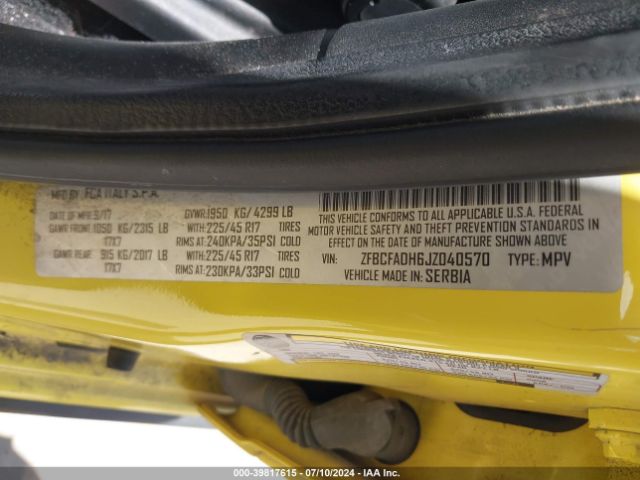 MFD BY FCA ITALY S.P.A.
DATE OF MFR 9/17 GVWR:1950 KG/4299 LB
GAWR FRONT:1050 KG/2315 LB WITH:225/45 R17 TIRES
17X7 RIMS AT:240KPA/35PSI COLD
GAWR REAR: 915 KG/2017 LB WITH:225/45 R17 TIRES
17X7 RIMS AT:230KPA/33PSI COLD
THIS VEHICLE CONFORMS TO ALL APPLICABLE U.S.A. FEDERAL
MOTOR VEHICLE SAFETY AND THEFT PREVENTION STANDARDS IN
EFFECT ON THE DATE OF MANUFACTURE SHOWN ABOVE.
VIN: ZFBCFADH6JZ040570 TYPE: MPV
VEHICLE MADE IN: SERBIA
000-39817615 - 07/10/2024 - IAA Inc.